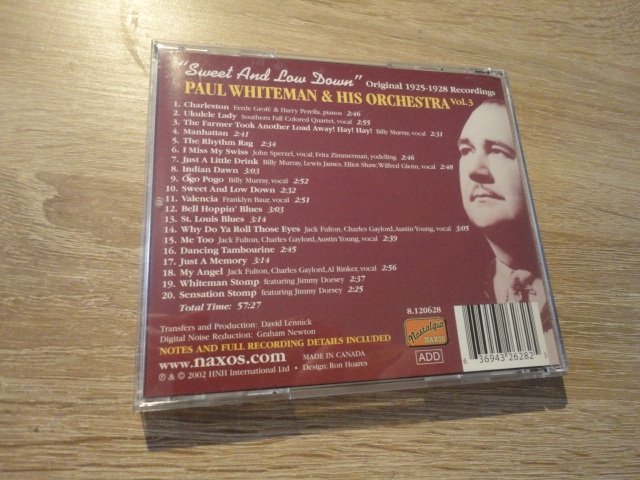 "Sweet And Low Down" Original 1925-1928 Recordings
PAUL WHITEMAN & HIS ORCHESTRA Vol.3
1. Charleston Ferde Grofé & Harry Perella, pianos 2:46
2. Ukulele Lady Southern Fall Colored Quartet, vocal 2:55
3. The Farmer Took Another Load Away! Hay! Hay! Billy Murray, vocal 2:31
4. Manhattan 2:41
5. The Rhythm Rag 2:34
6. I Miss My Swiss John Sperzel, vocal; Fritz Zimmerman, yodelling 2:46
7. Just A Little Drink Billy Murray, Lewis James, Elliot Shaw, Wilfred Glenn, vocal 2:48
8. Indian Dawn 3:03
9. Ogo Pogo Billy Murray, vocal 2:52
10. Sweet And Low Down 2:32
11. Valencia Franklyn Baur, vocal 2:51
12. Bell Hoppin' Blues 3:03
13. St. Louis Blues 3:14
14. Why Do Ya Roll Those Eyes Jack Fulton, Charles Gaylord, Austin Young, vocal 3:05
15. Me Too Jack Fulton, Charles Gaylord, Austin Young, vocal 2:39
16. Dancing Tambourine 2:45
17. Just A Memory 3:14
18. My Angel Jack Fulton, Charles Gaylord, Al Rinker, vocal 2:56
19. Whiteman Stomp featuring Jimmy Dorsey 2:37
20. Sensation Stomp featuring Jimmy Dorsey 2:25
Total Time: 57:27
Transfers and Production: David Lennick
Digital Noise Reduction: Graham Newton
NOTES AND FULL RECORDING DETAILS INCLUDED
www.naxos.com MADE IN CANADA
℗ & © 2002 HNH International Ltd • Design: Ron Hoares
8.120628
Nostalgia
NAXOS
ADD
6 36943 26282 5